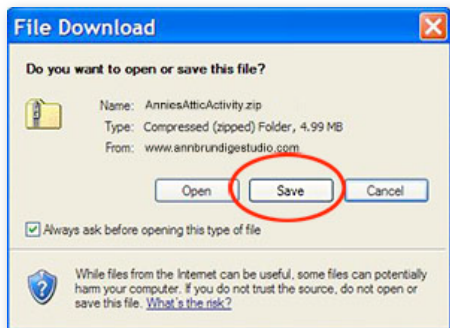 File Download
Do you want to open or save this file?
Name: AnniesAtticActivity.zip
Type: Compressed (zipped) Folder, 4.99 MB
From: www.annbrundigestudio.com
Open Save Cancel
Always ask before opening this type of file
While files from the Internet can be useful, some files can potentially
harm your computer. If you do not trust the source, do not open or
save this file. What's the risk?